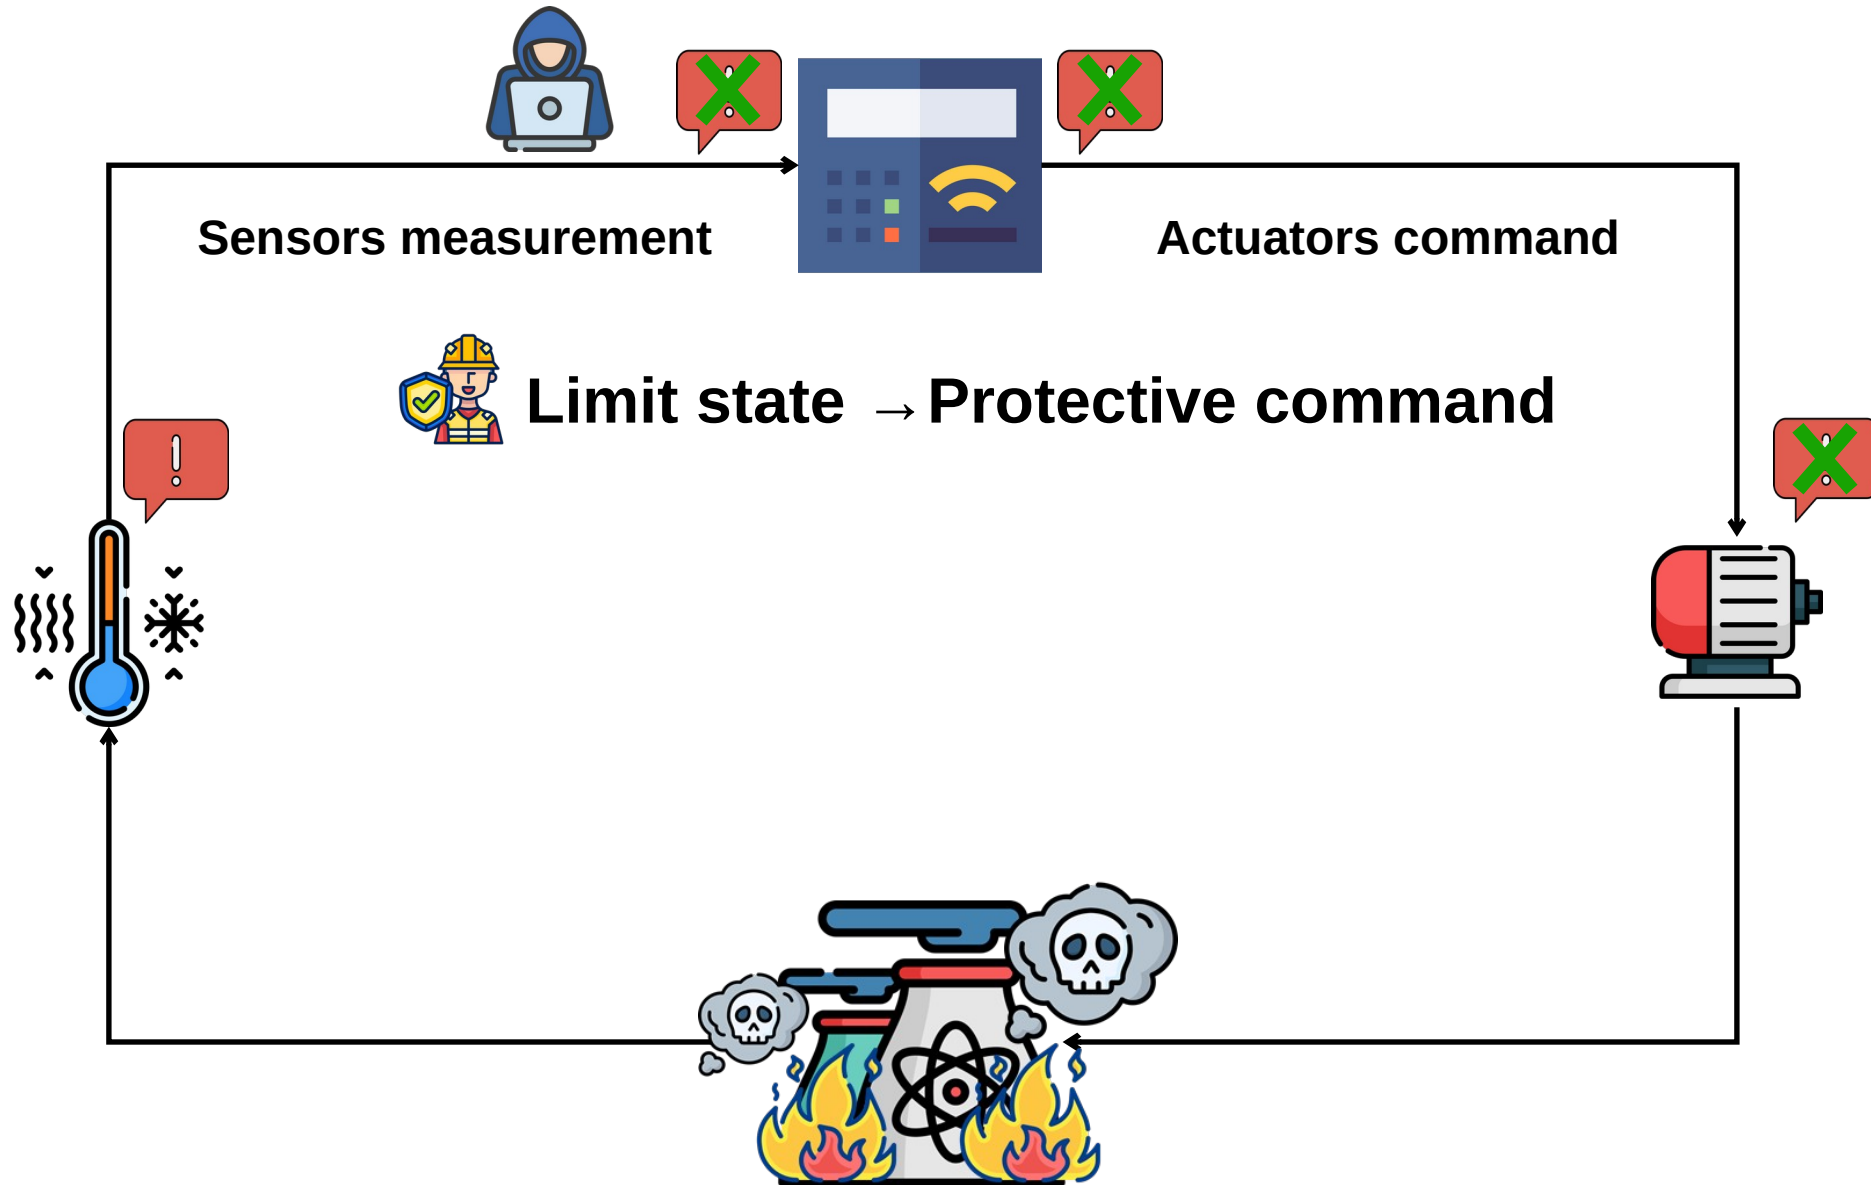 Sensors measurement
Actuators command
Limit state → Protective command